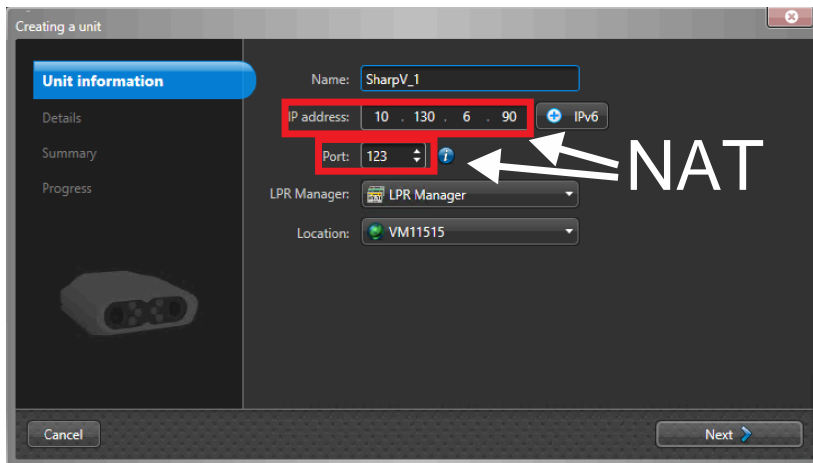 Creating a unit
Unit information
Details
Summary
Progress
Name: SharpV_1
IP address: 10 . 130 . 6 . 90 IPv6
Port: 123 i
NAT
LPR Manager: LPR Manager
Location: VM11515
Cancel
Next